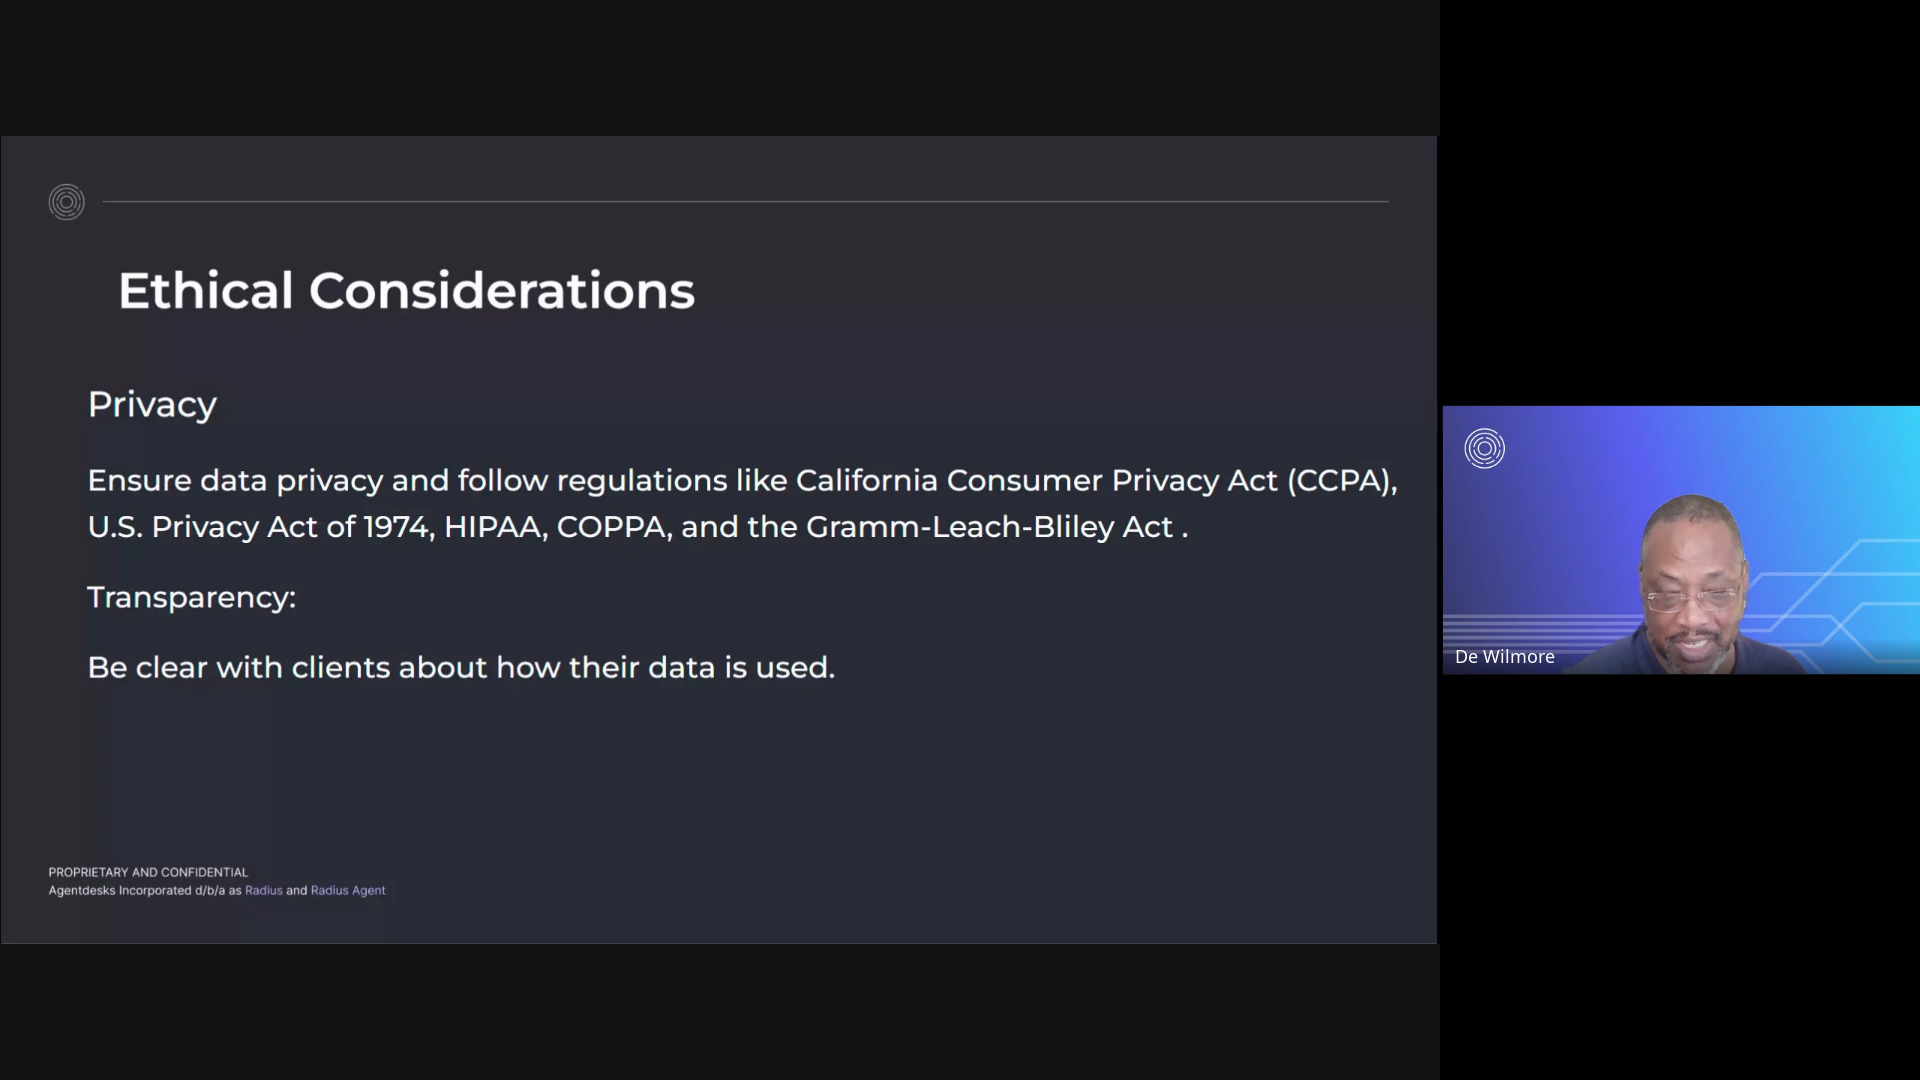 Ethical Considerations
Privacy
Ensure data privacy and follow regulations like California Consumer Privacy Act (CCPA),
U.S. Privacy Act of 1974, HIPAA, COPPA, and the Gramm-Leach-Bliley Act .
Transparency:
Be clear with clients about how their data is used.
PROPRIETARY AND CONFIDENTIAL
Agentdesks Incorporated d/b/a as Radius and Radius Agent
De Wilmore